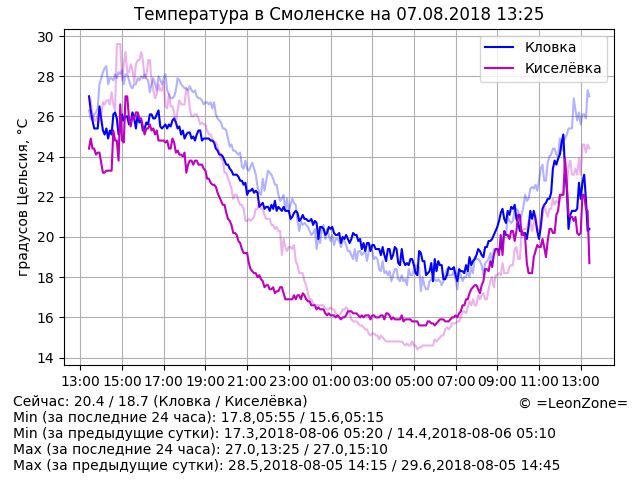 Температура в Смоленске на 07.08.2018 13:25
градусов Цельсия, °C
30
28
26
24
22
20
18
16
14
Кловка
Киселёвка
13:00 15:00 17:00 19:00 21:00 23:00 01:00 03:00 05:00 07:00 09:00 11:00 13:00
Сейчас: 20.4 / 18.7 (Кловка / Киселёвка)
© =LeonZone=
Min (за последние 24 часа): 17.8,05:55 / 15.6,05:15
Min (за предыдущие сутки): 17.3,2018-08-06 05:20 / 14.4,2018-08-06 05:10
Max (за последние 24 часа): 27.0,13:25 / 27.0,15:10
Max (за предыдущие сутки): 28.5,2018-08-05 14:15 / 29.6,2018-08-05 14:45